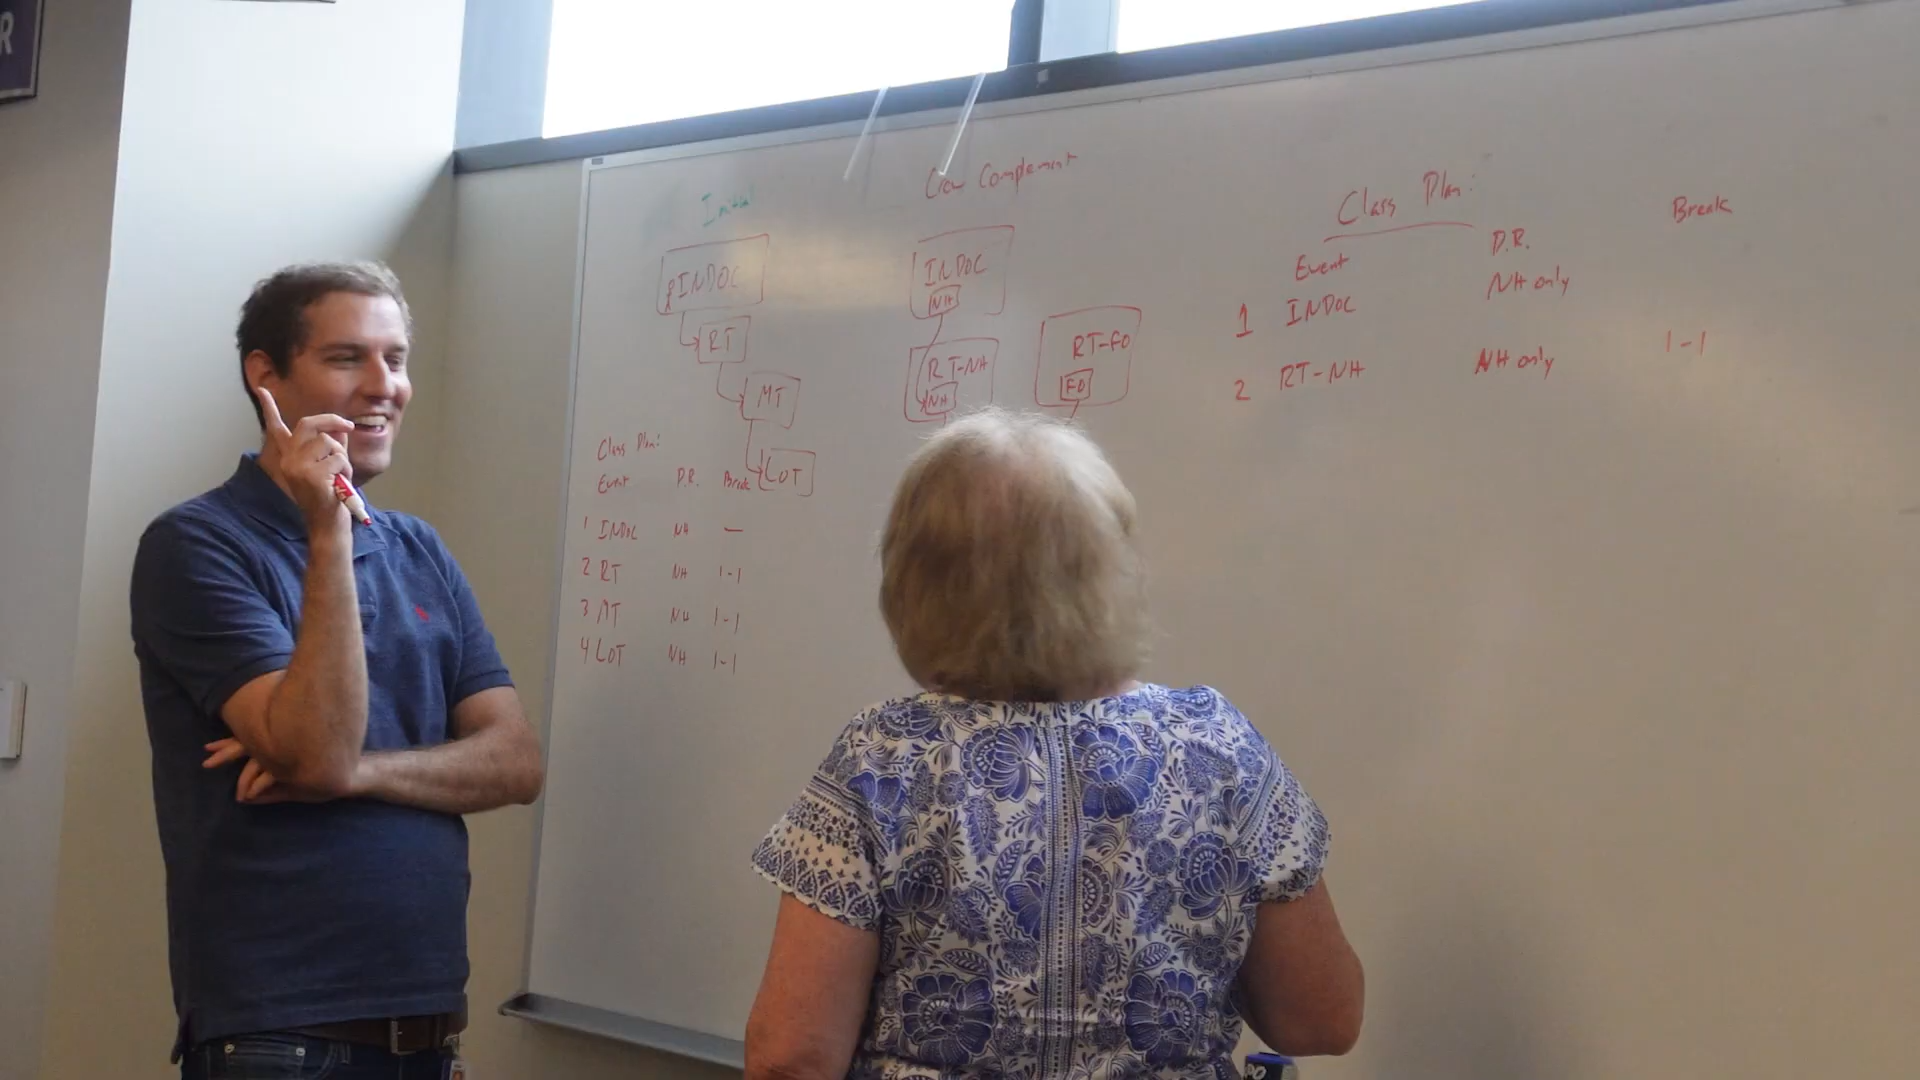 R
Initial
INDOC
RT
MT
LOT
Class Plan:
Event D.R. Break
1 INDOC NH —
2 RT NH 1-1
3 MT NH 1-1
4 LOT NH 1-1
Crew Complement
INDOC
NH
RT-NH
NH
RT-FO
FO
Class Plan:
Event D.R. Break
1 INDOC NH only
2 RT-NH NH only 1-1